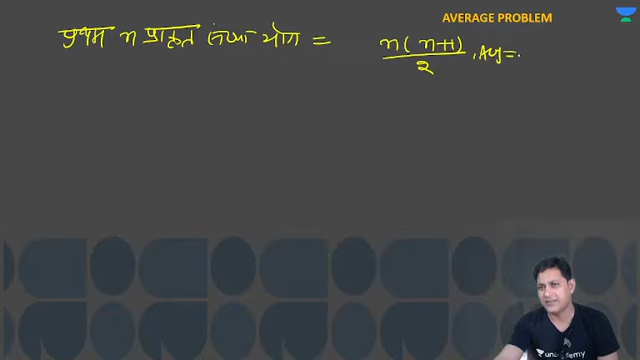 AVERAGE PROBLEM
प्रथम n प्राकृत संख्या योग = n(n+1)/2 , Avg =
unacademy